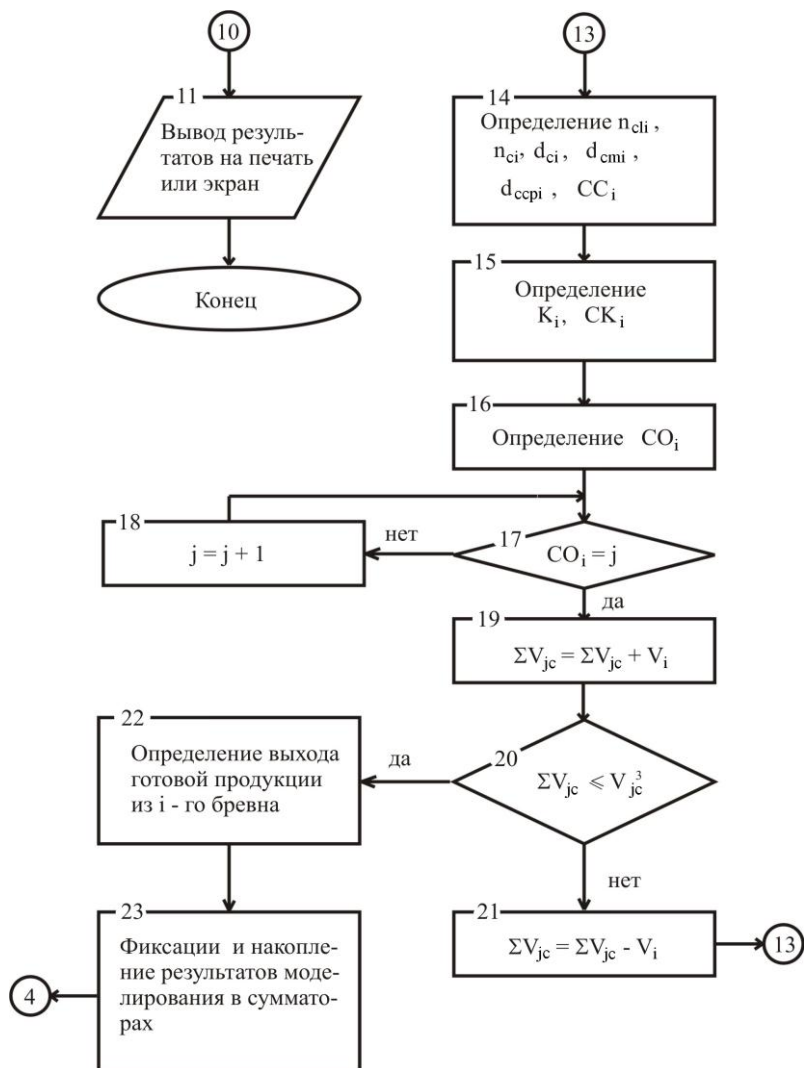 10
11
Вывод резуль-
татов на печать
или экран
Конец
13
14
Определение n_cli ,
n_ci, d_ci , d_cmi ,
d_ccpi , CC_i
15
Определение
K_i, CK_i
16
Определение CO_i
17
CO_i = j
нет
да
18
j = j + 1
19
ΣV_jc = ΣV_jc + V_i
20
ΣV_jc ⩽ V_jc^з
да
нет
22
Определение выхода
готовой продукции
из i - го бревна
21
ΣV_jc = ΣV_jc - V_i
13
23
Фиксации и накопле-
ние результатов моде-
лирования в суммато-
рах
4